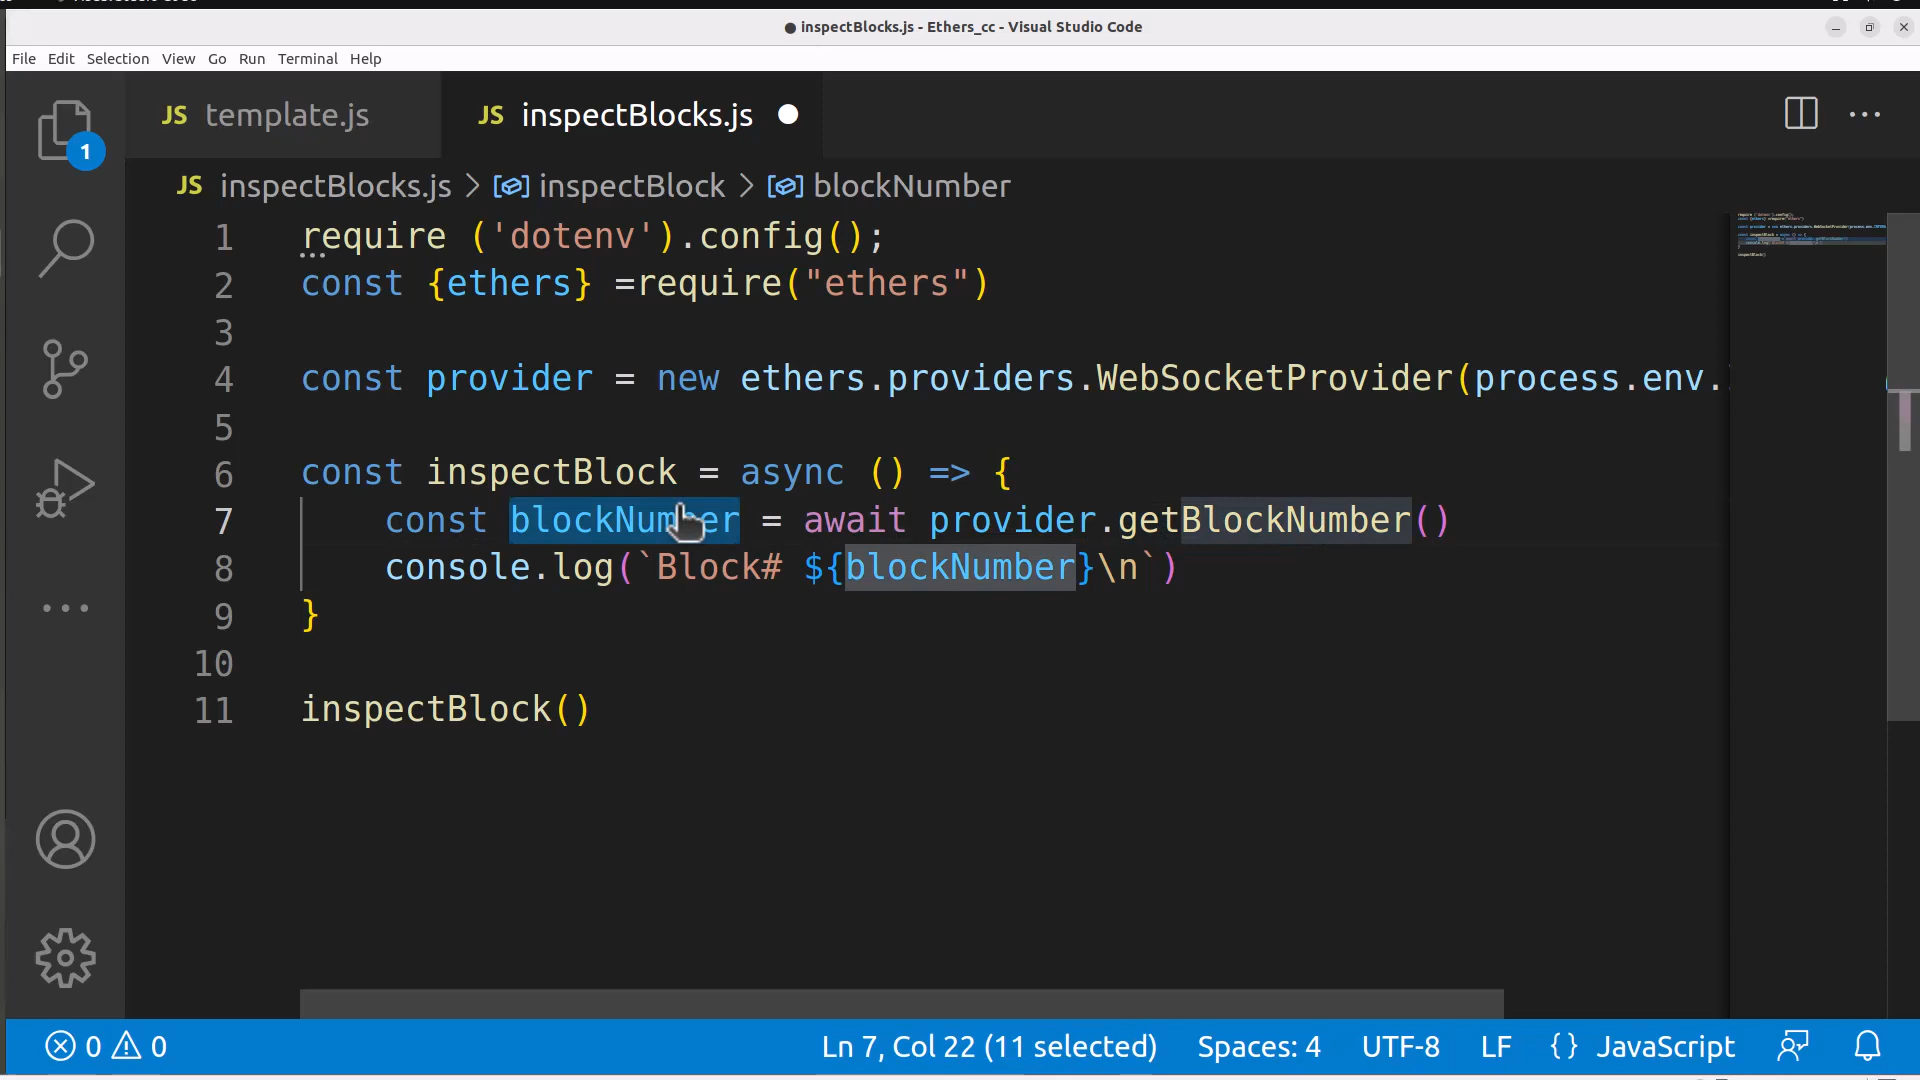 inspectBlocks.js - Ethers_cc - Visual Studio Code
File Edit Selection View Go Run Terminal Help
JS template.js JS inspectBlocks.js
1
JS inspectBlocks.js > inspectBlock > blockNumber
1 require ('dotenv').config();
2 const {ethers} =require("ethers")
3
4 const provider = new ethers.providers.WebSocketProvider(process.env.
5
6 const inspectBlock = async () => {
7 const blockNumber = await provider.getBlockNumber()
8 console.log(`Block# ${blockNumber}\n`)
9 }
10
11 inspectBlock()
0 0 Ln 7, Col 22 (11 selected) Spaces: 4 UTF-8 LF {} JavaScript